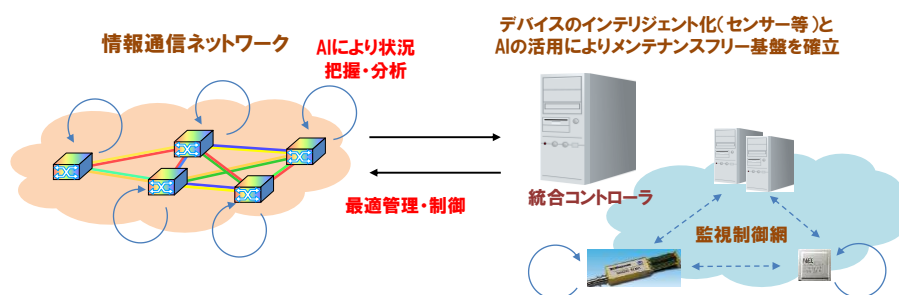 情報通信ネットワーク
AIにより状況
把握・分析
最適管理・制御
デバイスのインテリジェント化(センサー等)と
AIの活用によりメンテナンスフリー基盤を確立
統合コントローラ
監視制御網
NEC